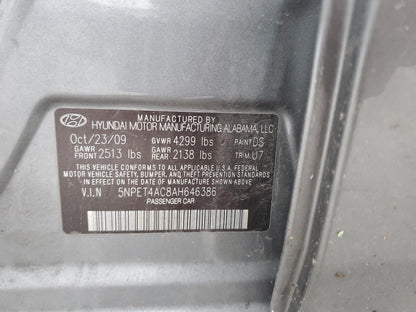 MANUFACTURED BY
HYUNDAI MOTOR MANUFACTURING ALABAMA, LLC
Oct/23/09 GVWR 4299 lbs PAINT:DS
GAWR FRONT 2513 lbs GAWR REAR 2138 lbs TRIM:U7
THIS VEHICLE CONFORMS TO ALL APPLICABLE U.S.A FEDERAL
MOTOR VEHICLE SAFETY, BUMPER, AND THEFT PREVENTION STANDARDS
IN EFFECT ON THE DATE OF MANUFACTURE SHOWN ABOVE.
V.I.N 5NPET4AC8AH646386
PASSENGER CAR